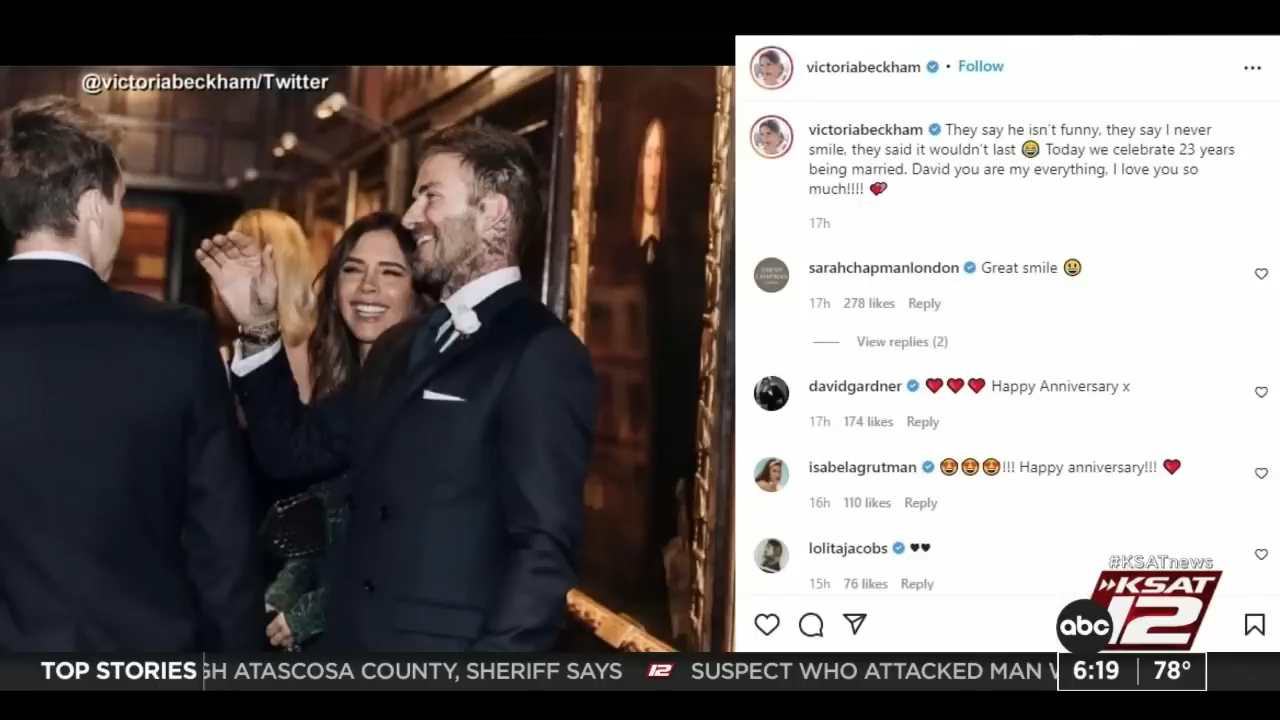 @victoriabeckham/Twitter
victoriabeckham • Follow
victoriabeckham They say he isn't funny, they say I never
smile, they said it wouldn't last 😄 Today we celebrate 23 years
being married. David you are my everything, I love you so
much!!!! 💕
17h
sarahchapmanlondon Great smile 😃
17h 278 likes Reply
View replies (2)
davidgardner ❤️❤️❤️ Happy Anniversary x
17h 174 likes Reply
isabelagrutman 🤩🤩🤩!!! Happy anniversary!!! ❤️
16h 110 likes Reply
lolitajacobs 🖤🖤
15h 76 likes Reply
#KSATnews
KSAT
abc 12
TOP STORIES GH ATASCOSA COUNTY, SHERIFF SAYS 12 SUSPECT WHO ATTACKED MAN
6:19 78°